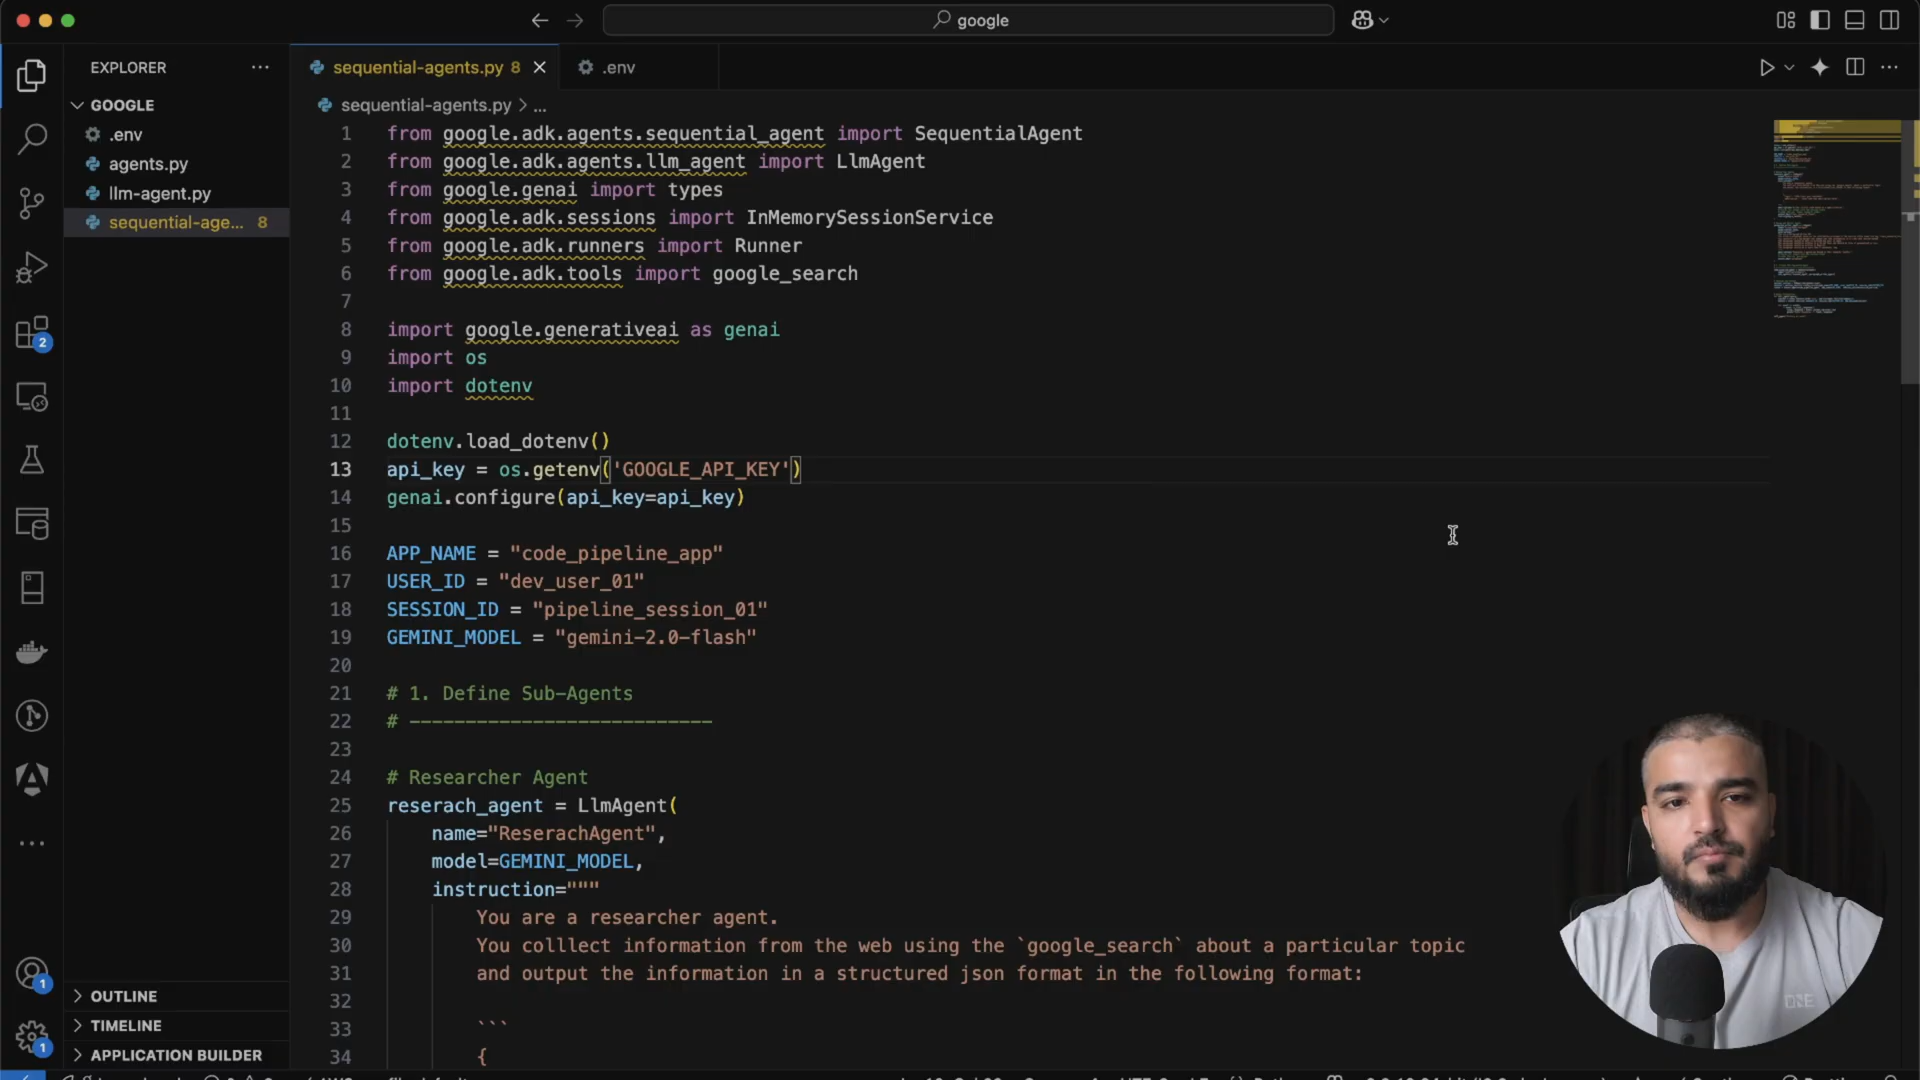 google
EXPLORER
GOOGLE
.env
agents.py
llm-agent.py
sequential-age... 8
OUTLINE
TIMELINE
APPLICATION BUILDER
2
1
1
sequential-agents.py 8
.env
sequential-agents.py > ...
1 from google.adk.agents.sequential_agent import SequentialAgent
2 from google.adk.agents.llm_agent import LlmAgent
3 from google.genai import types
4 from google.adk.sessions import InMemorySessionService
5 from google.adk.runners import Runner
6 from google.adk.tools import google_search
7
8 import google.generativeai as genai
9 import os
10 import dotenv
11
12 dotenv.load_dotenv()
13 api_key = os.getenv('GOOGLE_API_KEY')
14 genai.configure(api_key=api_key)
15
16 APP_NAME = "code_pipeline_app"
17 USER_ID = "dev_user_01"
18 SESSION_ID = "pipeline_session_01"
19 GEMINI_MODEL = "gemini-2.0-flash"
20
21 # 1. Define Sub-Agents
22 # ---------------------------
23
24 # Researcher Agent
25 reserach_agent = LlmAgent(
26 name="ReserachAgent",
27 model=GEMINI_MODEL,
28 instruction="""
29 You are a researcher agent.
30 You colllect information from the web using the `google_search` about a particular topic
31 and output the information in a structured json format in the following format:
32
33 ```
34 {